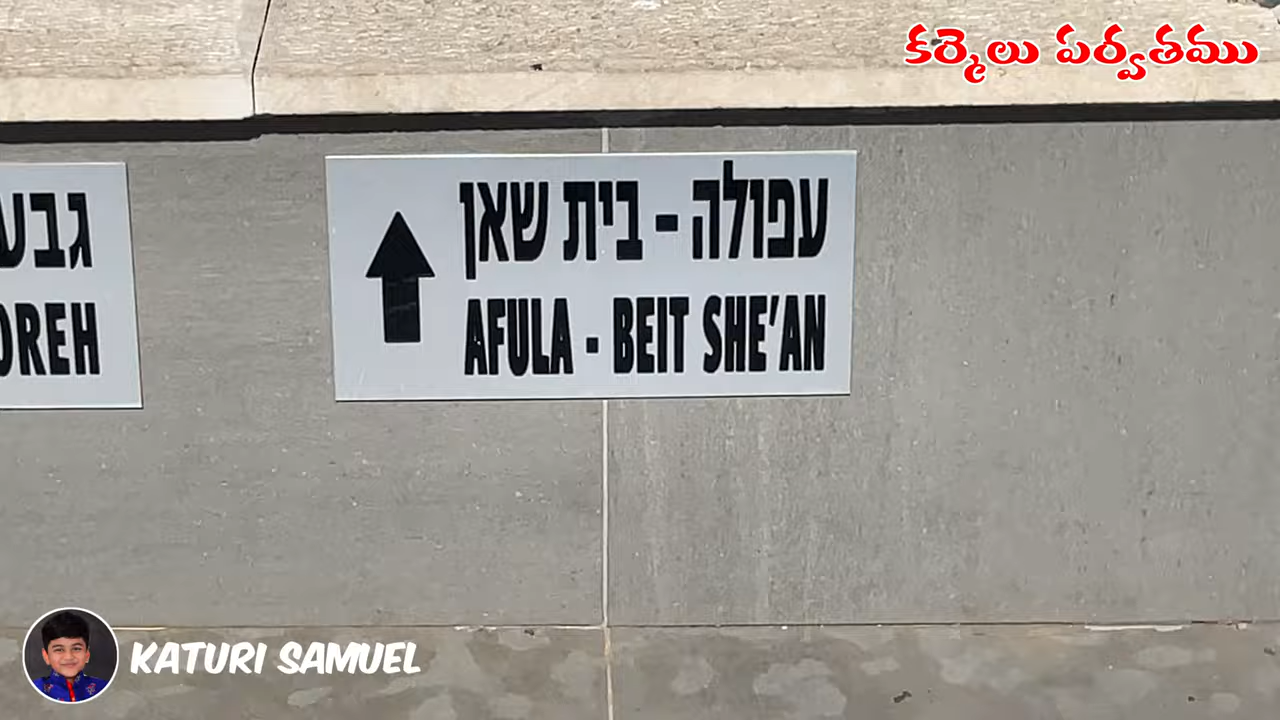 కర్మెలు పర్వతము
גבע
OREH
עפולה - בית שאן
AFULA - BEIT SHE'AN
KATURI SAMUEL